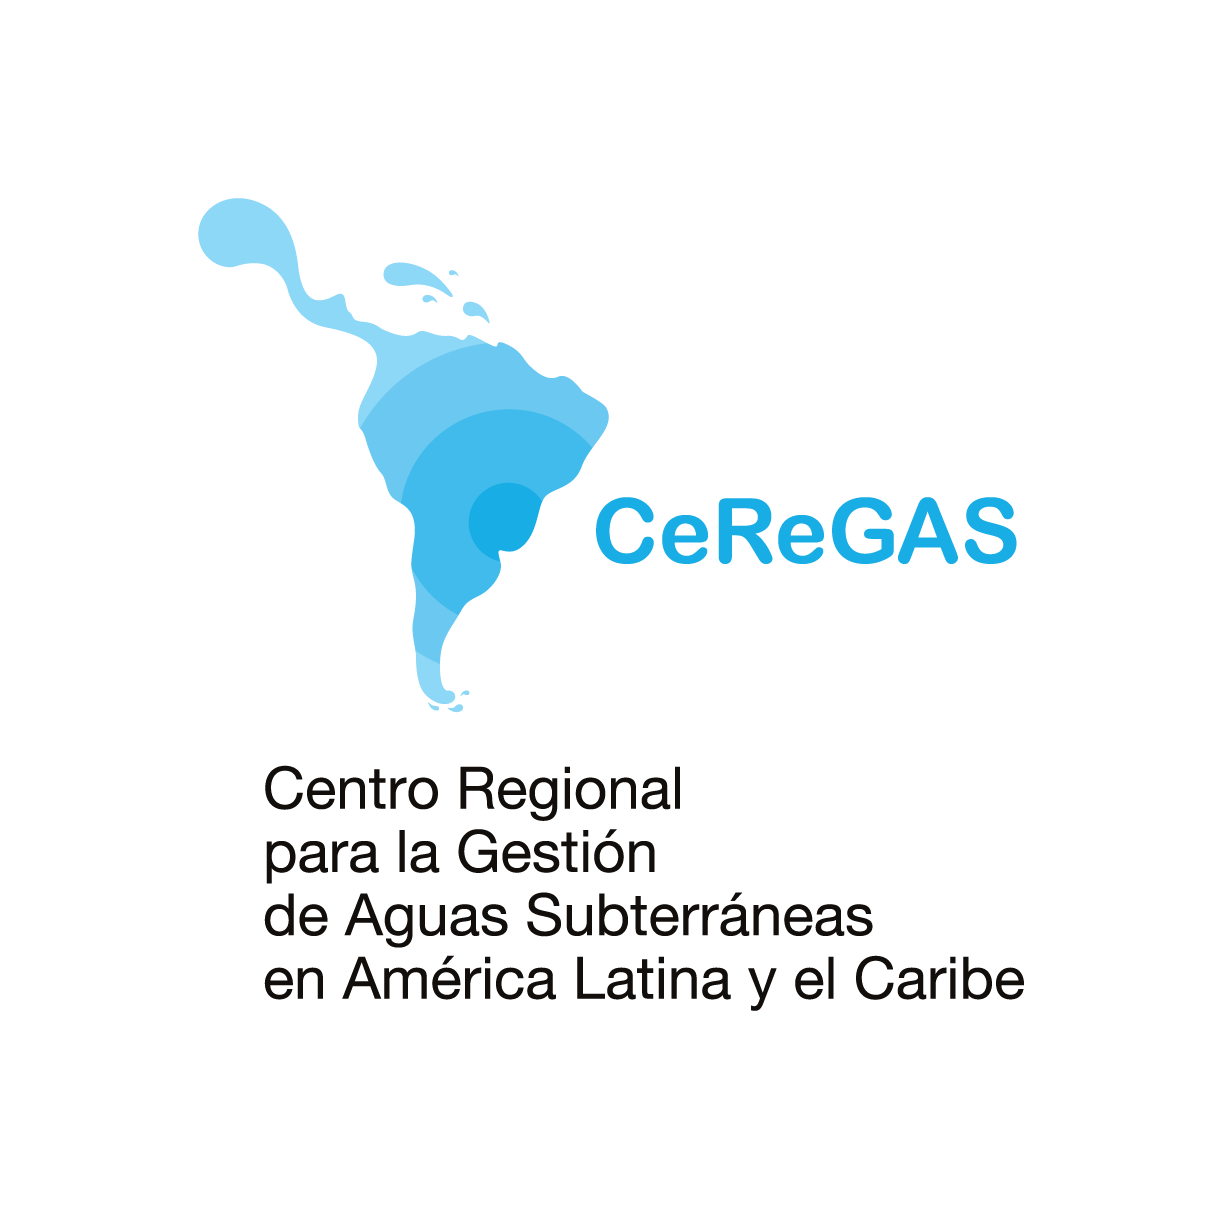 CeReGAS
Centro Regional
para la Gestión
de Aguas Subterráneas
en América Latina y el Caribe